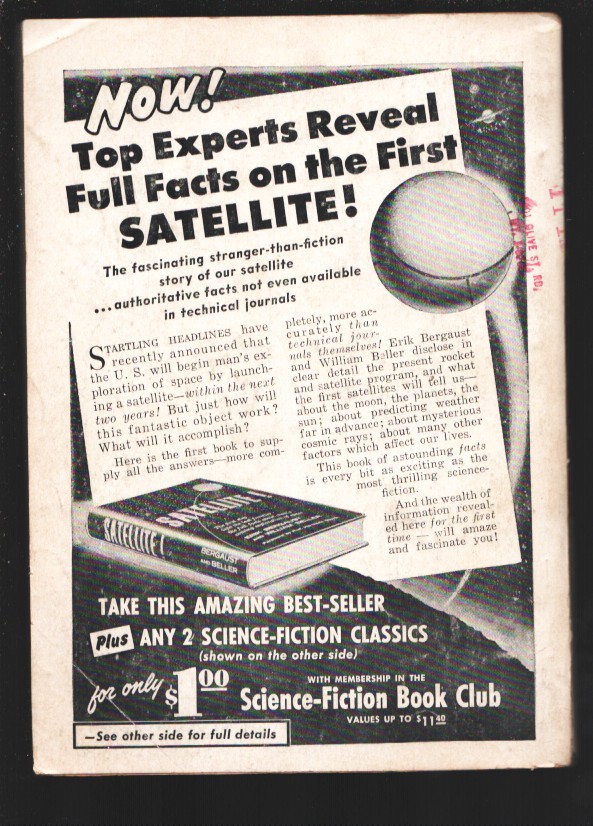 NOW!
Top Experts Reveal
Full Facts on the First
SATELLITE!
The fascinating stranger-than-fiction
story of our satellite
...authoritative facts not even available
in technical journals
STARTLING HEADLINES have
recently announced that
the U. S. will begin man's ex-
ploration of space by launch-
ing a satellite—within the next
two years! But just how will
this fantastic object work?
What will it accomplish?
Here is the first book to sup-
ply all the answers—more com-
pletely, more ac-
curately than
technical jour-
nals themselves! Erik Bergaust
and William Beller disclose in
clear detail the present rocket
and satellite program, and what
the first satellites will tell us—
about the moon, the planets, the
sun; about predicting weather
far in advance; about mysterious
cosmic rays; about many other
factors which affect our lives.
This book of astounding facts
is every bit as exciting as the
most thrilling science-
fiction.
And the wealth of
information reveal-
ed here for the first
time — will amaze
and fascinate you!
SATELLITE!
SATELLITE!
BERGAUST
AND BELLER
TAKE THIS AMAZING BEST-SELLER
Plus ANY 2 SCIENCE-FICTION CLASSICS
(shown on the other side)
for only $1.00
WITH MEMBERSHIP IN THE
Science-Fiction Book Club
VALUES UP TO $11.40
—See other side for full details
OLIVE ST. RD.